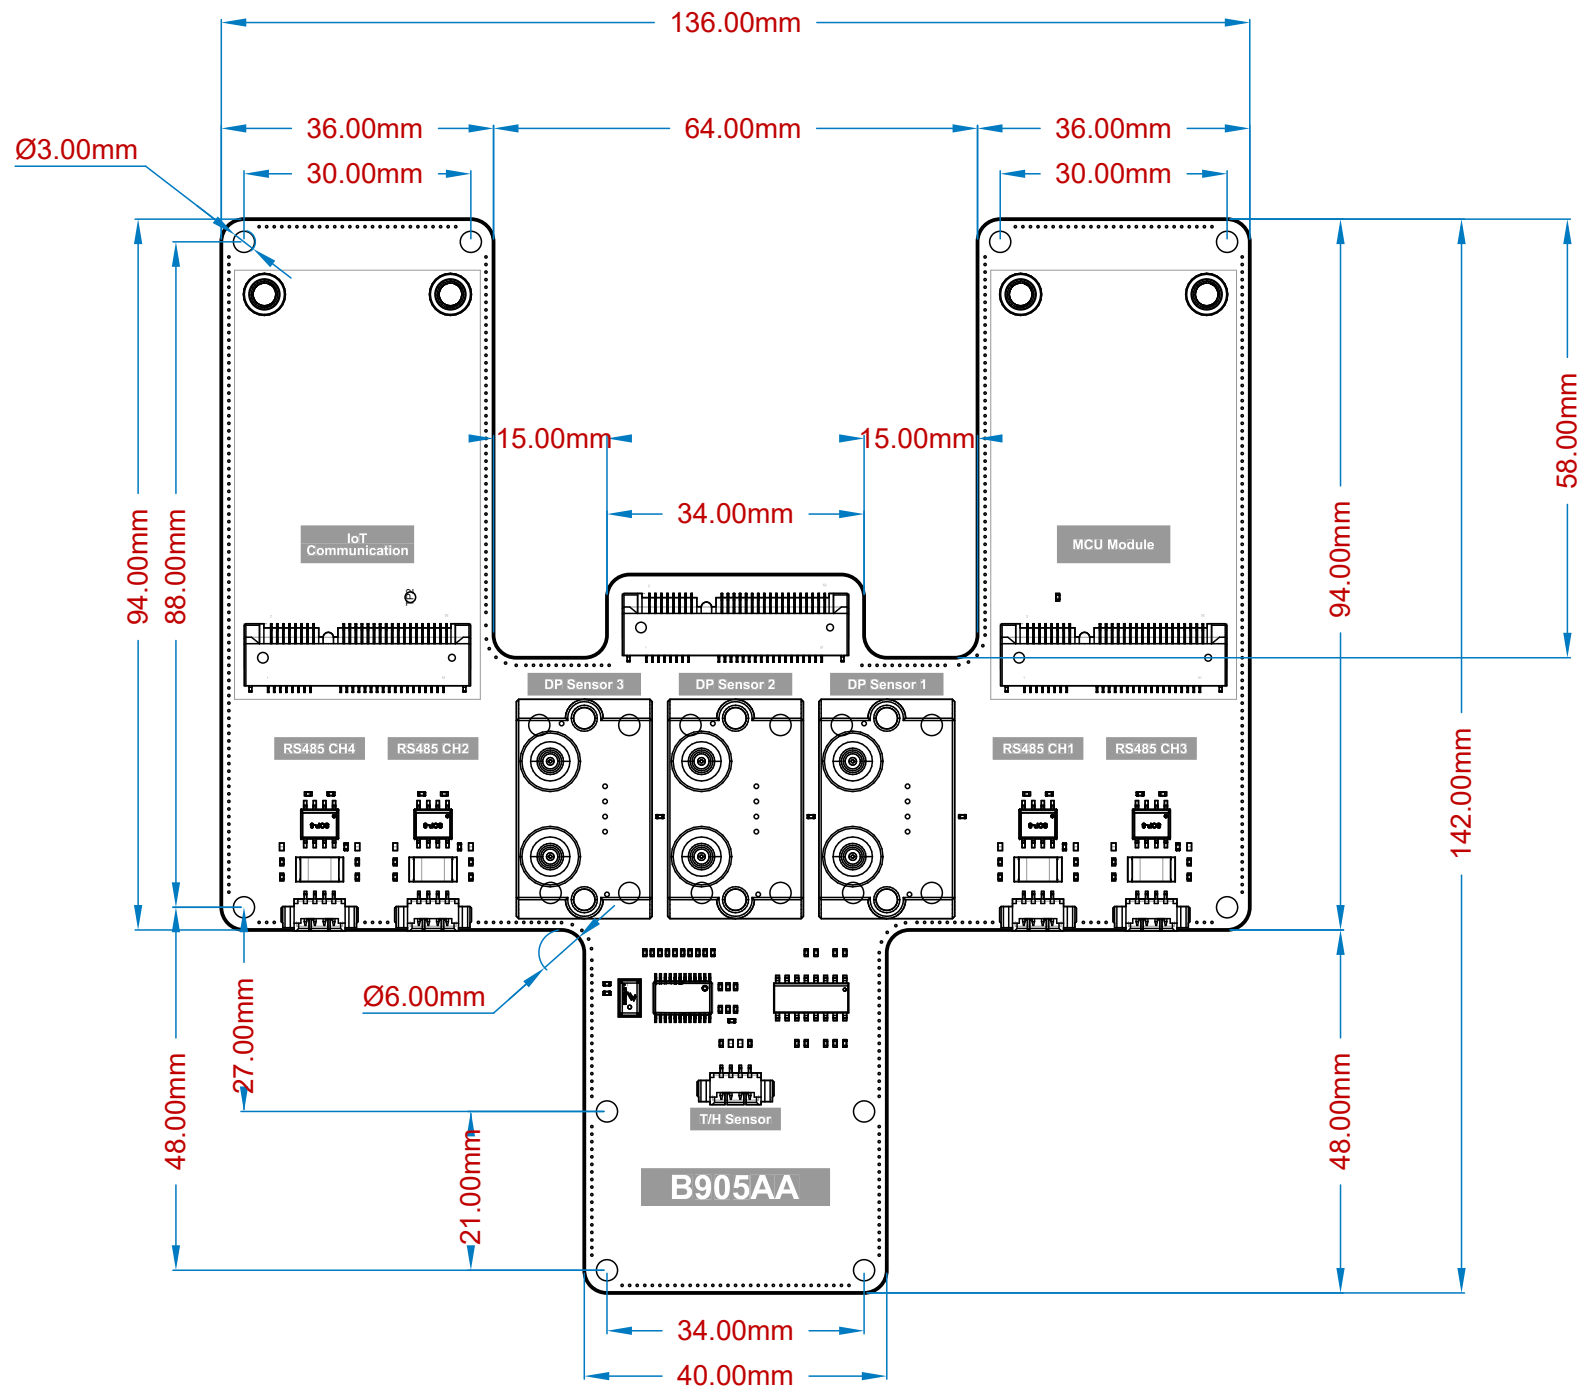 136.00mm
36.00mm
64.00mm
36.00mm
Ø3.00mm
30.00mm
30.00mm
15.00mm
15.00mm
58.00mm
34.00mm
94.00mm
88.00mm
94.00mm
IoT
Communication
MCU Module
DP Sensor 3
DP Sensor 2
DP Sensor 1
RS485 CH4
RS485 CH2
RS485 CH1
RS485 CH3
142.00mm
Ø6.00mm
27.00mm
48.00mm
21.00mm
48.00mm
T/H Sensor
B905AA
34.00mm
40.00mm